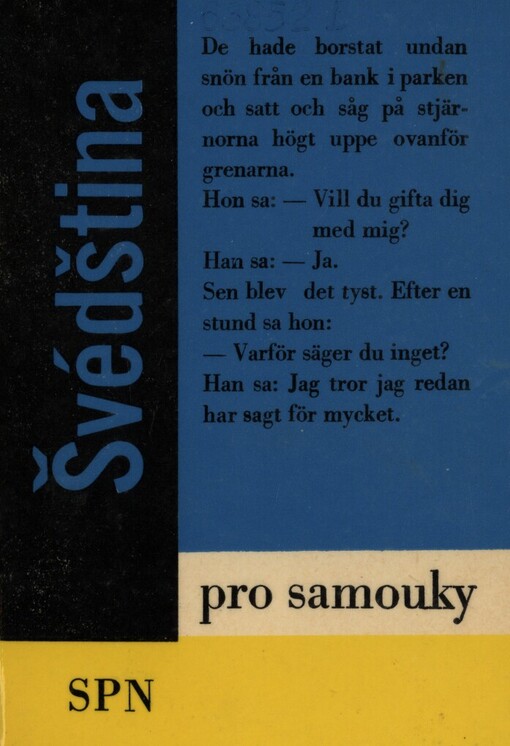 De hade borstat undan
snön från en bank i parken
och satt och såg på stjär-
norna högt uppe ovanför
grenarna.
Hon sa: — Vill du gifta dig
med mig?
Han sa: — Ja.
Sen blev det tyst. Efter en
stund sa hon:
— Varför säger du inget?
Han sa: Jag tror jag redan
har sagt för mycket.
Švédština
pro samouky
SPN